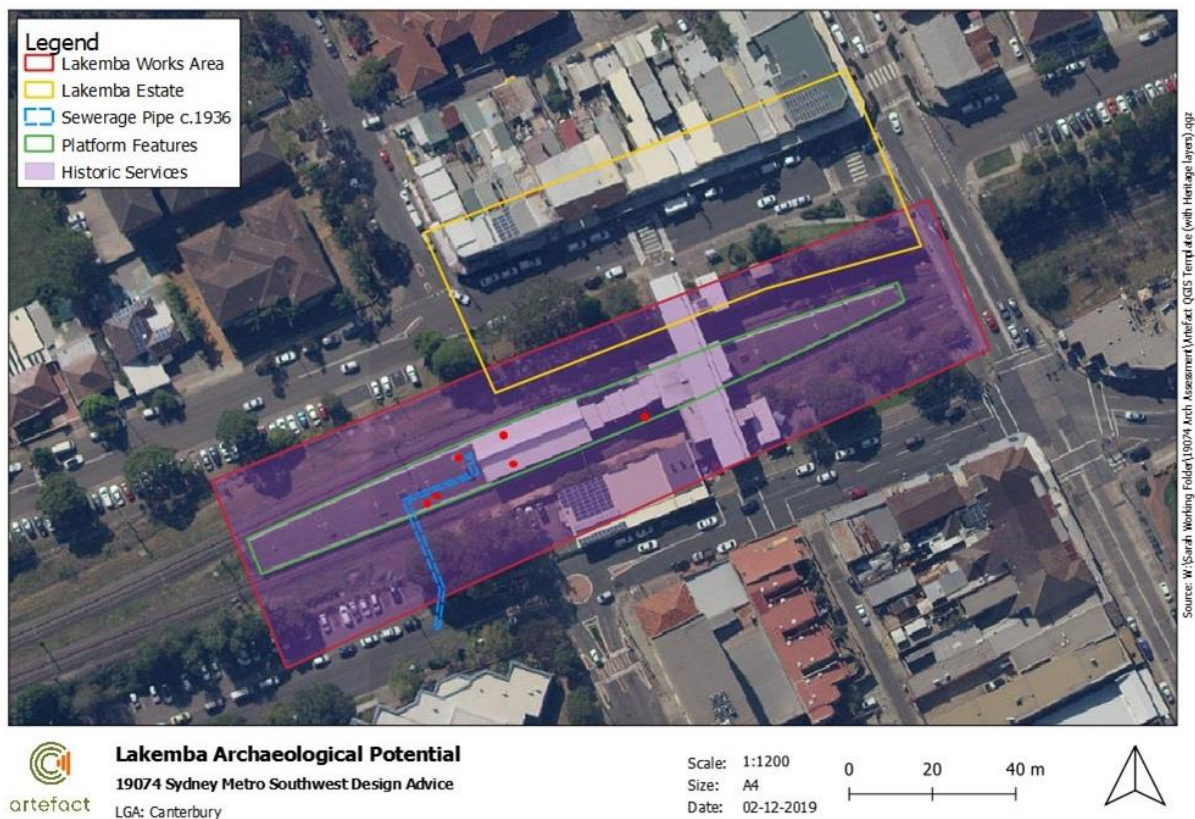 Legend
Lakemba Works Area
Lakemba Estate
Sewerage Pipe c.1936
Platform Features
Historic Services
Source: W:\Sarah Working Folder\19074 Arch Assessment\Artefact QGIS Template (with Heritage layers).qgz
artefact
Lakemba Archaeological Potential
19074 Sydney Metro Southwest Design Advice
LGA: Canterbury
Scale: 1:1200
Size: A4
Date: 02-12-2019
0 20 40 m